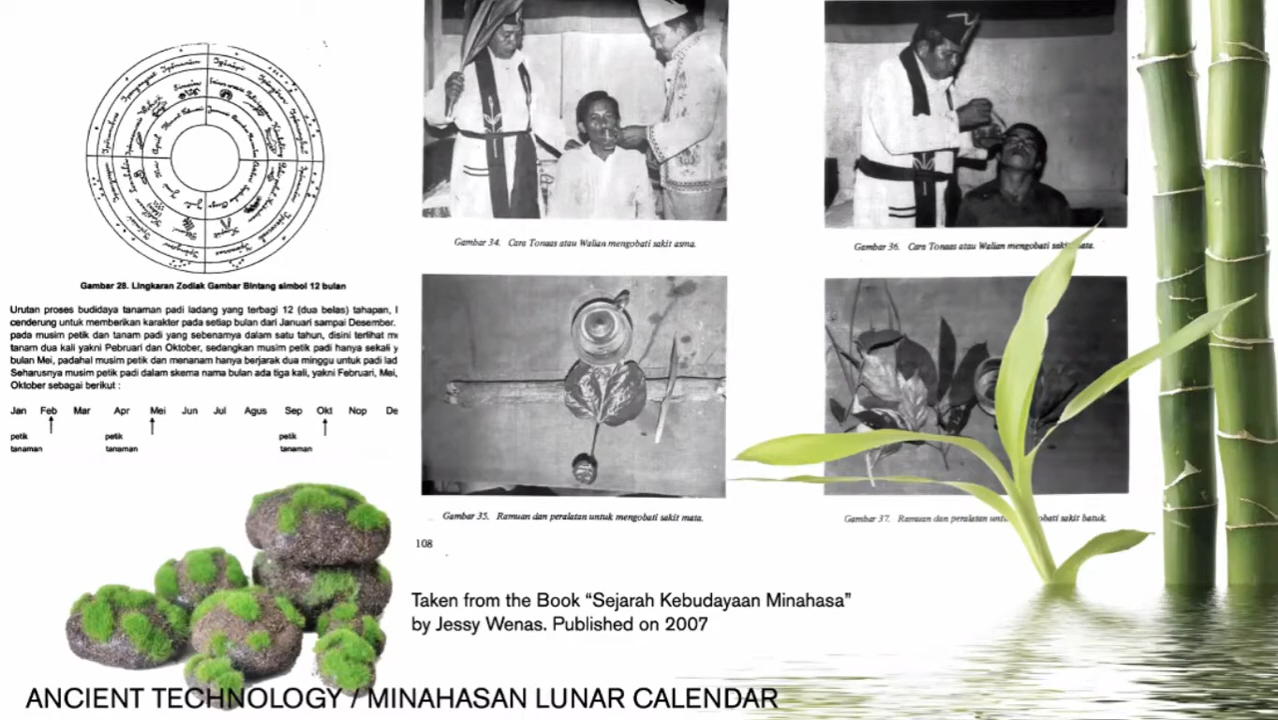 Gambar 28. Lingkaran Zodiak Gambar Bintang simbol 12 bulan
Urutan proses budidaya tanaman padi ladang yang terbagi 12 (dua belas) tahapan,
cenderung untuk memberikan karakter pada setiap bulan dari Januari sampai Desember.
pada musim petik dan tanam padi yang sebenarnya dalam satu tahun, disini terlihat
tanam dua kali yakni Pebruari dan Oktober, sedangkan musim petik padi hanya sekali
bulan Mei, padahal musim petik dan menanam hanya berjarak dua minggu untuk padi lad
Seharusnya musim petik padi dalam skema nama bulan ada tiga kali, yakni Februari, Mei,
Oktober sebagai berikut :
Jan Feb Mar Apr Mei Jun Jul Agus Sep Okt Nop De
petik petik petik
tanaman tanaman tanaman
Gambar 34. Cara Tonaas atau Walian mengobati sakit asma.
Gambar 36. Cara Tonaas atau Walian mengobati sakit mata.
Gambar 35. Ramuan dan peralatan untuk mengobati sakit mata.
Gambar 37. Ramuan dan peralatan obati sakit batuk.
108
Taken from the Book “Sejarah Kebudayaan Minahasa”
by Jessy Wenas. Published on 2007
ANCIENT TECHNOLOGY / MINAHASAN LUNAR CALENDAR